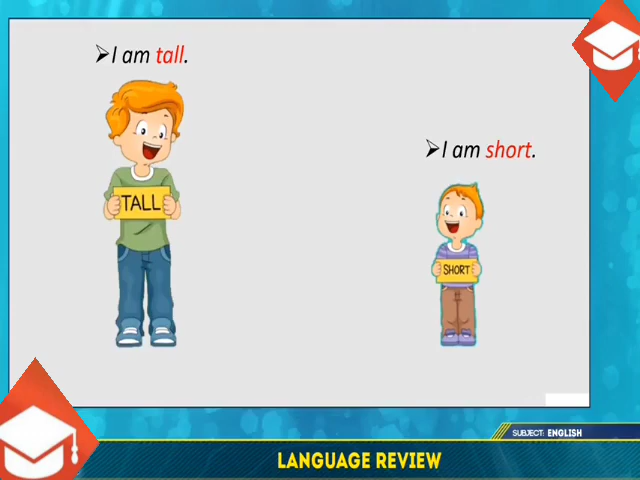 ➢I am tall.
➢I am short.
TALL
SHORT
SUBJECT: ENGLISH
LANGUAGE REVIEW